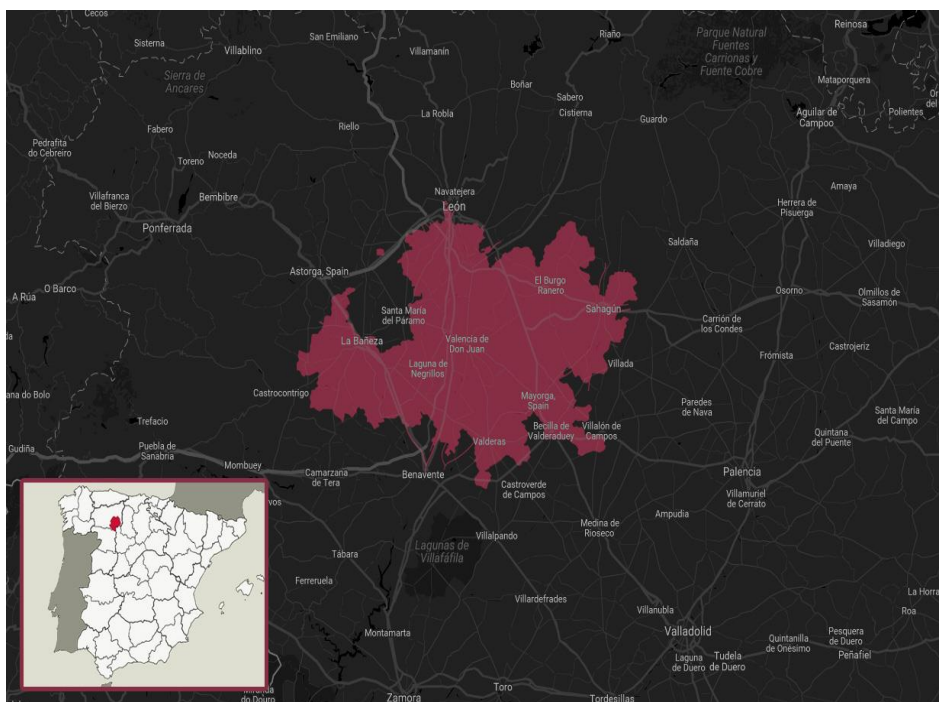 Cecos
Sisterna
Villablino
San Emiliano
Villamanín
Riaño
Parque Natural
Fuentes
Carrionas y
Fuente Cobre
Reinosa
Sierra de
Ancares
Boñar
Sabero
Cistierna
Mataporquera
Aguilar de
Campoo
Polientes
La Robla
Guardo
Riello
Fabero
Pedrafita
do Cebreiro
Toreno
Noceda
Villafranca
del Bierzo
Bembibre
Navatejera
León
Amaya
Herrera de
Pisuerga
Ponferrada
Saldaña
Villadiego
Astorga, Spain
El Burgo
Ranero
O Barco
A Rúa
Osorno
Olmillos de
Sasamón
Santa María
del Páramo
Sahagún
Carrión de
los Condes
La Bañeza
Valencia de
Don Juan
Castrojeriz
Frómista
Laguna de
Negrillos
Villada
Castrocontrigo
ana do Bolo
Mayorga,
Spain
Paredes
de Nava
Santa María
del Campo
Trefacio
Becilla de
Valderaduey
Villalón de
Campos
Quintana
del Puente
Gudiña
Puebla de
Sanabria
Valderas
Mombuey
Camarzana
de Tera
Benavente
Palencia
Castroverde
de Campos
Villamuriel
de Cerrato
vos
Medina de
Rioseco
Ampudia
Villalpando
Lagunas de
Villafáfila
Tábara
Ferreruela
Villardefrades
La Horra
Roa
Villanubla
Montamarta
Valladolid
Quintanilla
de Onésimo
Pesquera
de Duero
Peñafiel
Laguna
de Duero
Tudela
de Duero
Toro
Zamora
Tordesillas
do Douro